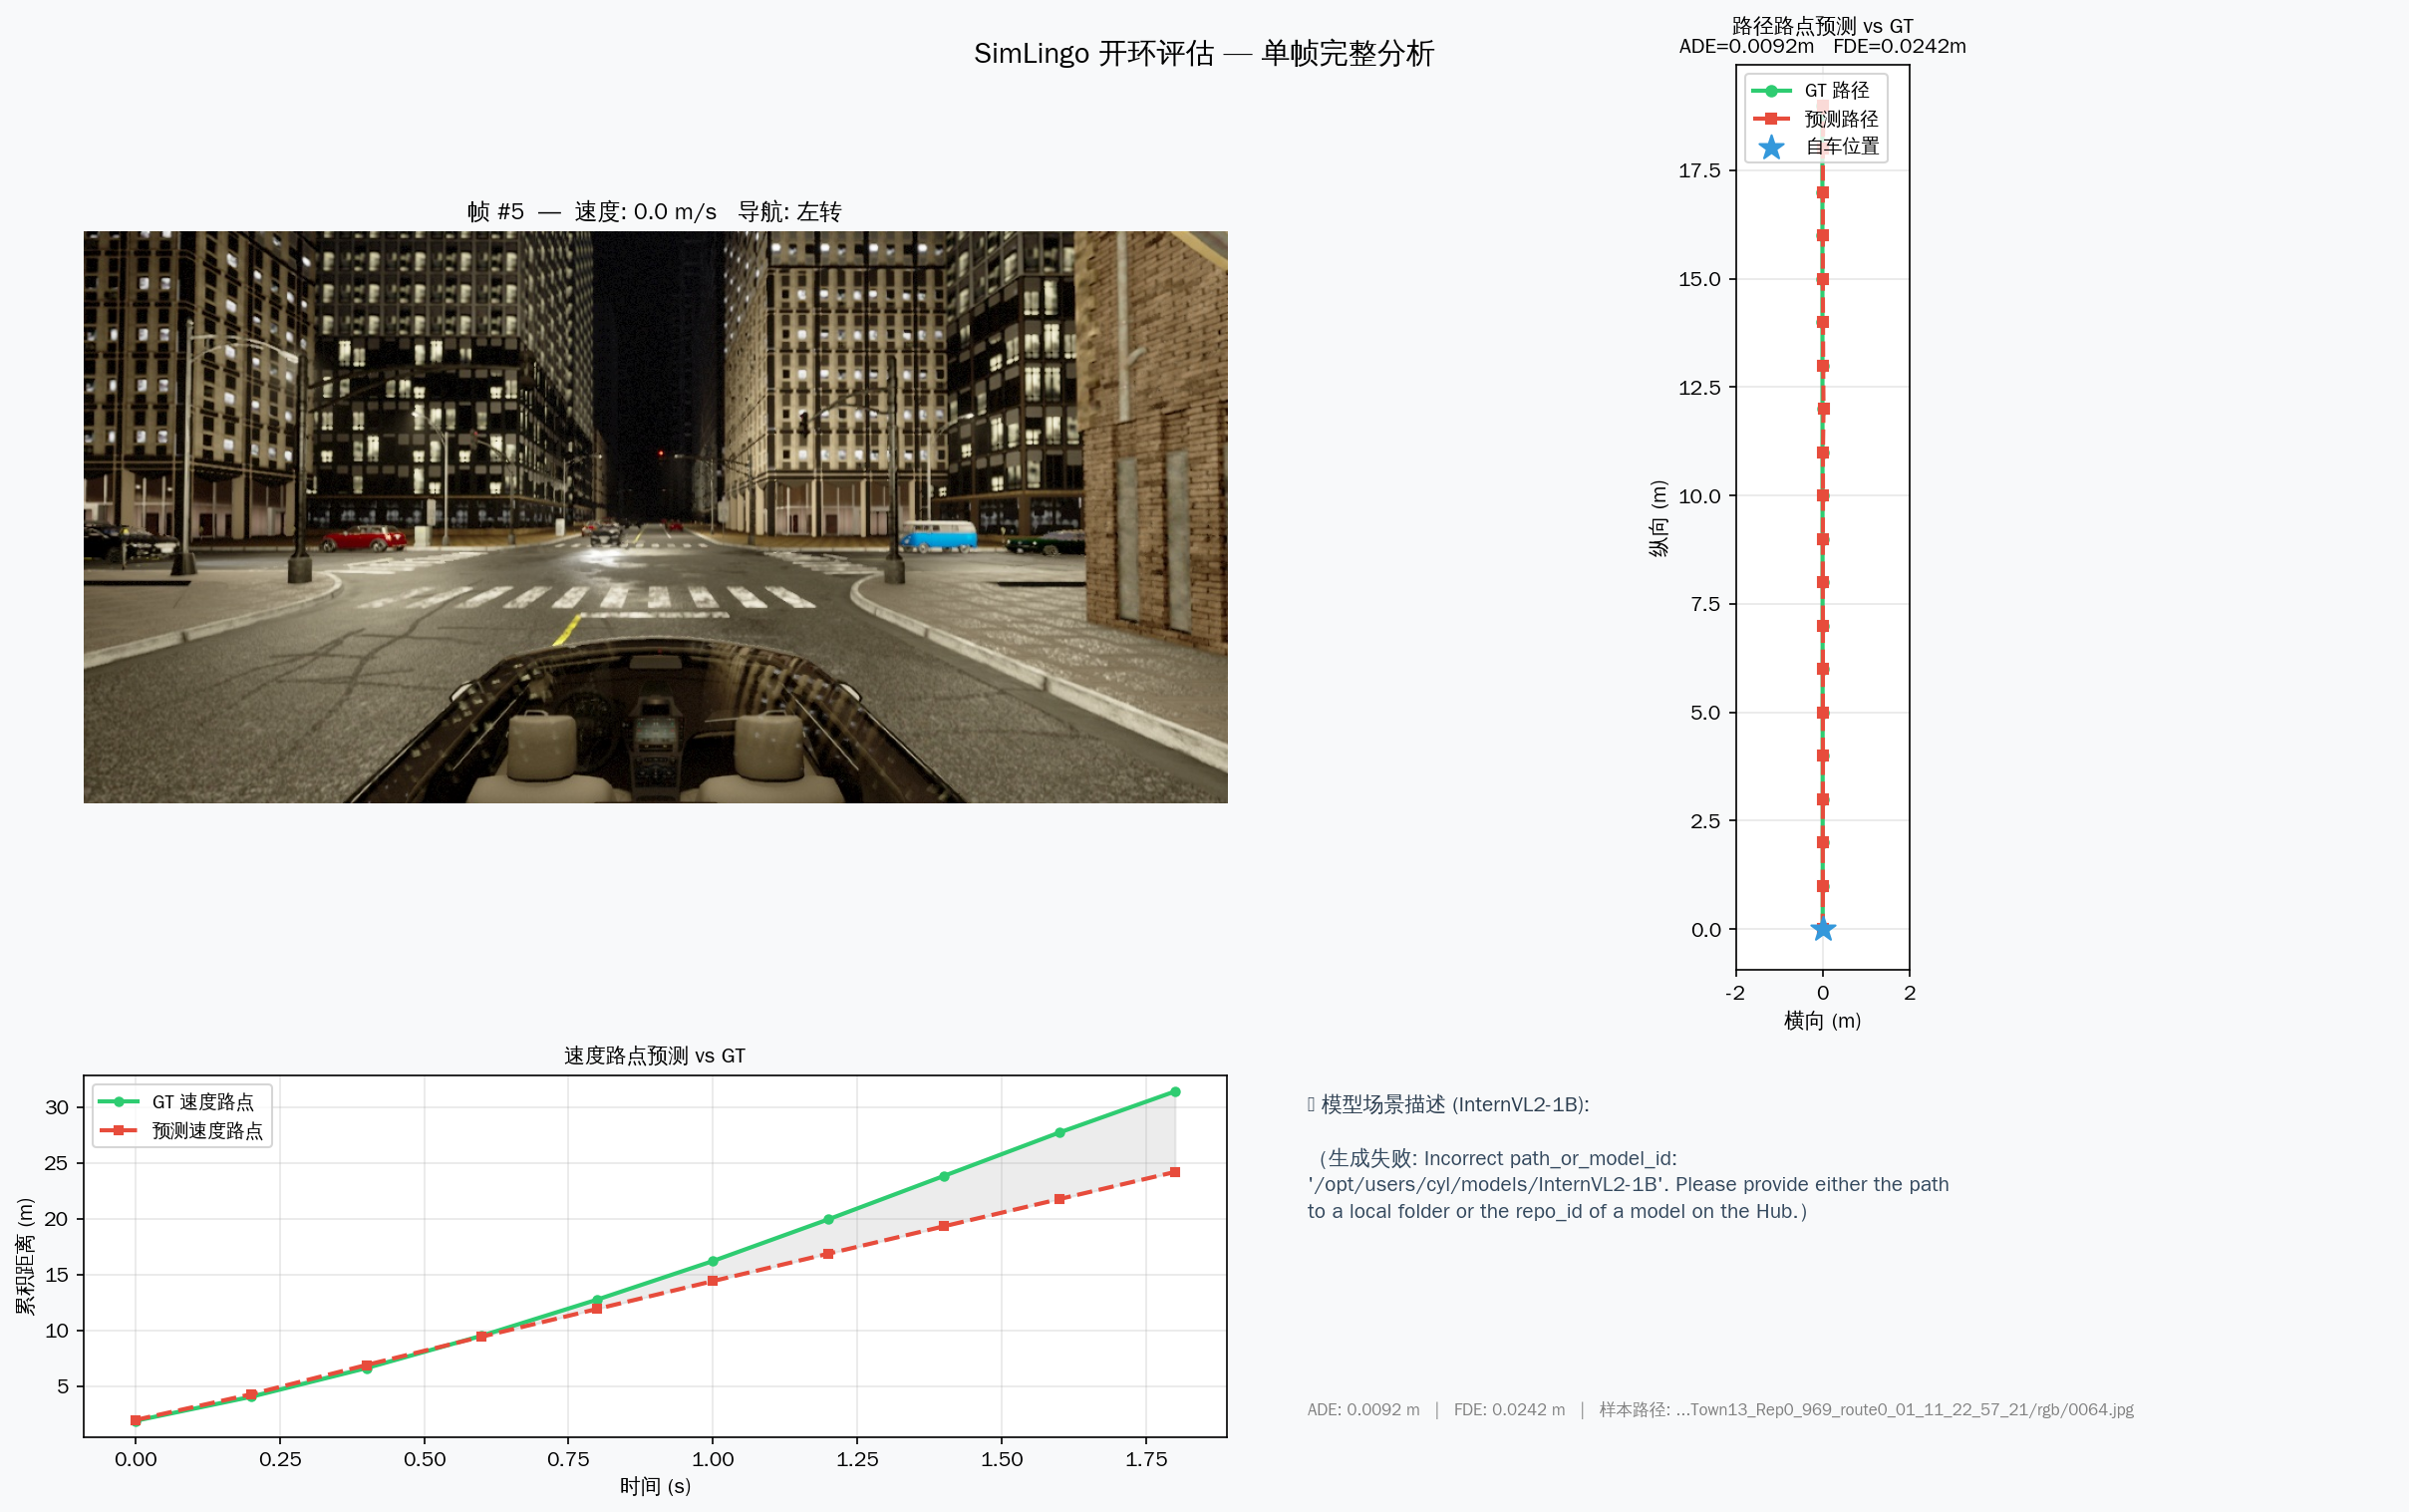 SimLingo 开环评估 — 单帧完整分析
帧 #5 — 速度: 0.0 m/s 导航: 左转
路径路点预测 vs GT
ADE=0.0092m FDE=0.0242m
GT 路径
预测路径
自车位置
17.5
15.0
12.5
10.0
7.5
5.0
2.5
0.0
纵向 (m)
-2 0 2
横向 (m)
速度路点预测 vs GT
GT 速度路点
预测速度路点
30
25
20
15
10
5
累积距离 (m)
0.00 0.25 0.50 0.75 1.00 1.25 1.50 1.75
时间 (s)
模型场景描述 (InternVL2-1B):
（生成失败: Incorrect path_or_model_id:
'/opt/users/cyl/models/InternVL2-1B'. Please provide either the path
to a local folder or the repo_id of a model on the Hub.）
ADE: 0.0092 m | FDE: 0.0242 m | 样本路径: ...Town13_Rep0_969_route0_01_11_22_57_21/rgb/0064.jpg